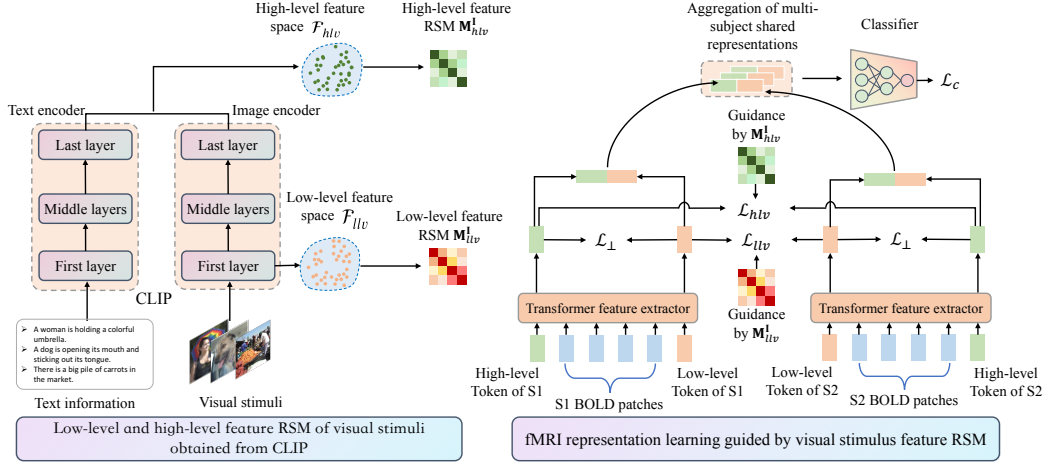 High-level feature
space 𝓕hlv
High-level feature
RSM 𝐌ᴵhlv
Text encoder
Image encoder
Last layer
Middle layers
First layer
Last layer
Middle layers
First layer
CLIP
Low-level feature
space 𝓕llv
Low-level feature
RSM 𝐌ᴵllv
➢ A woman is holding a colorful
umbrella.
➢ A dog is opening its mouth and
sticking out its tongue.
➢ There is a big pile of carrots in
the market.
Text information
Visual stimuli
Low-level and high-level feature RSM of visual stimuli
obtained from CLIP
Aggregation of multi-
subject shared
representations
Classifier
ℒc
Guidance
by 𝐌ᴵhlv
ℒhlv
ℒ⊥
ℒllv
ℒ⊥
Guidance
by 𝐌ᴵllv
Transformer feature extractor
Transformer feature extractor
High-level
Token of S1
Low-level
Token of S1
S1 BOLD patches
Low-level
Token of S2
High-level
Token of S2
S2 BOLD patches
fMRI representation learning guided by visual stimulus feature RSM